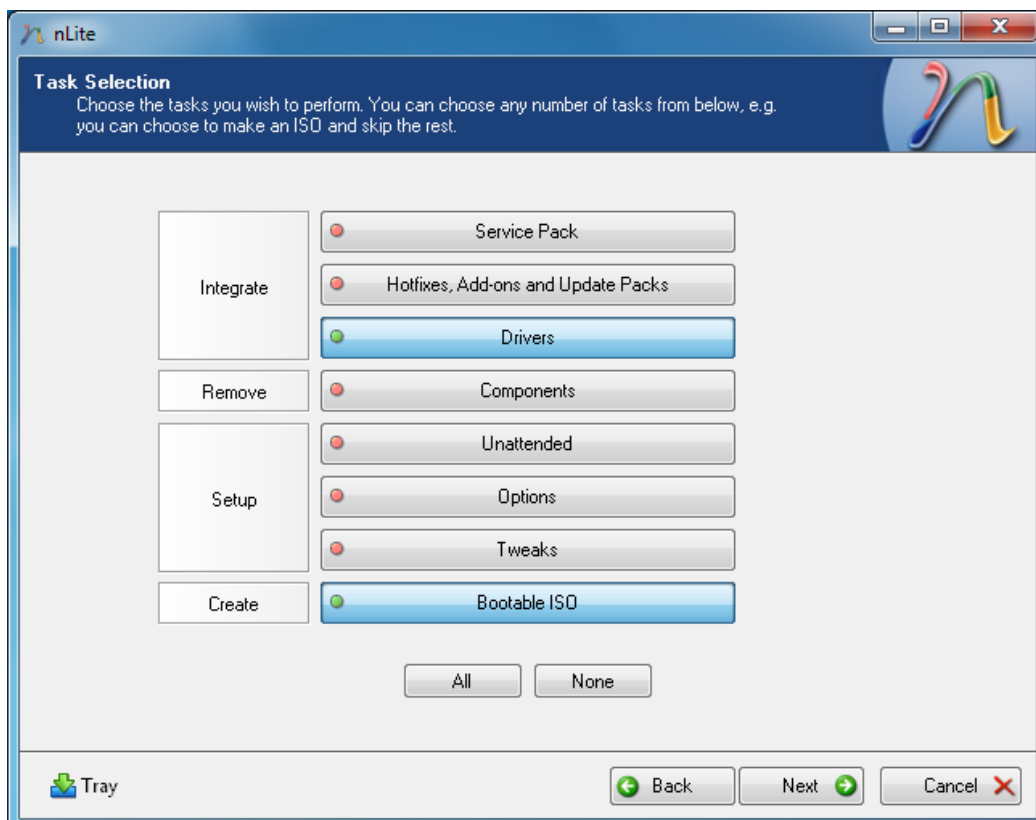 nLite
Task Selection
Choose the tasks you wish to perform. You can choose any number of tasks from below, e.g.
you can choose to make an ISO and skip the rest.
Integrate
Service Pack
Hotfixes, Add-ons and Update Packs
Drivers
Remove
Components
Setup
Unattended
Options
Tweaks
Create
Bootable ISO
All
None
Tray
Back
Next
Cancel